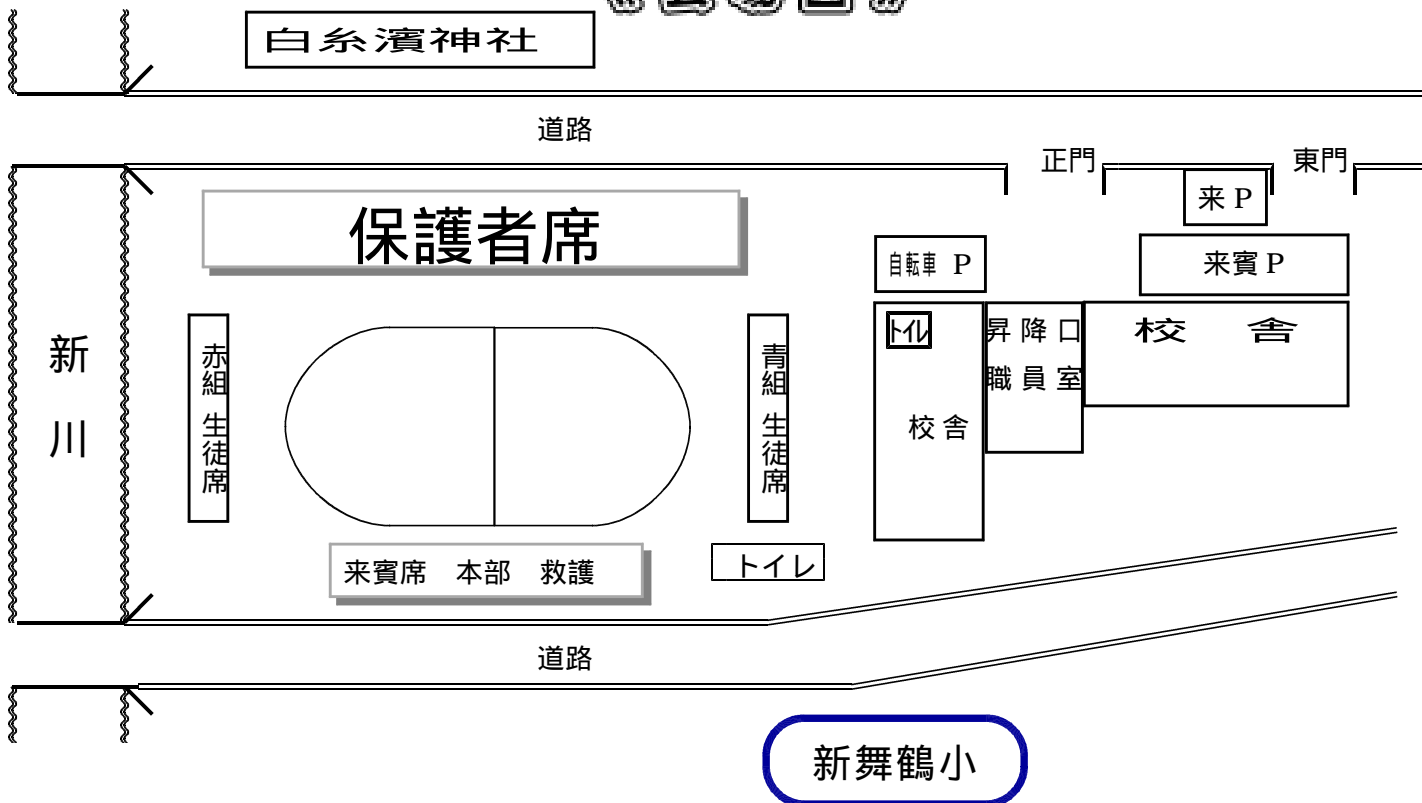 白糸濱神社
道路
正門
東門
来 P
保護者席
自転車 P
来賓 P
新川
赤組 生徒席
青組 生徒席
トイレ
昇降口
職員室
校舎
校舎
来賓席 本部 救護
トイレ
道路
新舞鶴小